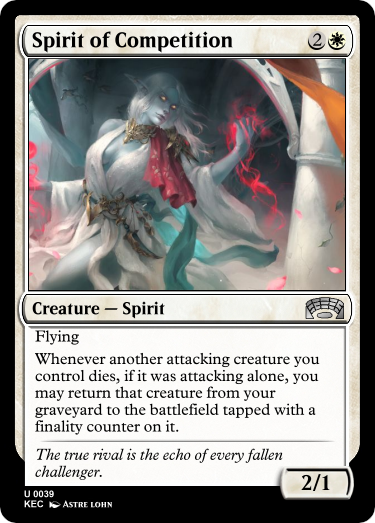 Spirit of Competition 2
Creature — Spirit
Flying
Whenever another attacking creature you
control dies, if it was attacking alone, you
may return that creature from your
graveyard to the battlefield tapped with a
finality counter on it.
The true rival is the echo of every fallen
challenger.
2/1
U 0039
KEC ASTRE LOHN